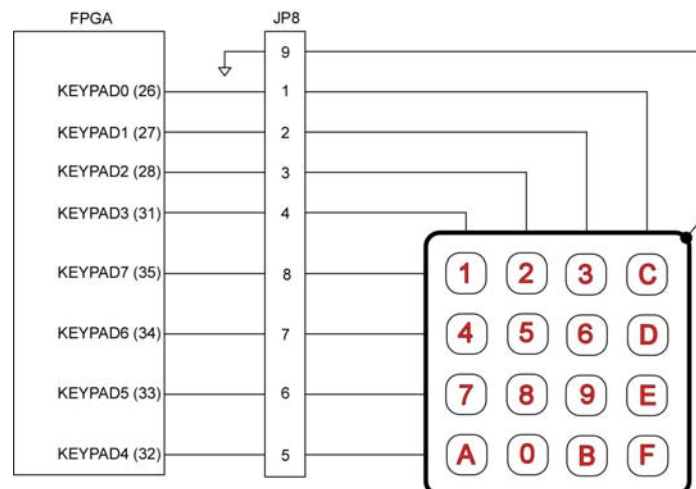 FPGA JP8
9
KEYPAD0 (26) 1
KEYPAD1 (27) 2
KEYPAD2 (28) 3
KEYPAD3 (31) 4
KEYPAD7 (35) 8 1 2 3 C
KEYPAD6 (34) 7 4 5 6 D
KEYPAD5 (33) 6 7 8 9 E
KEYPAD4 (32) 5 A 0 B F